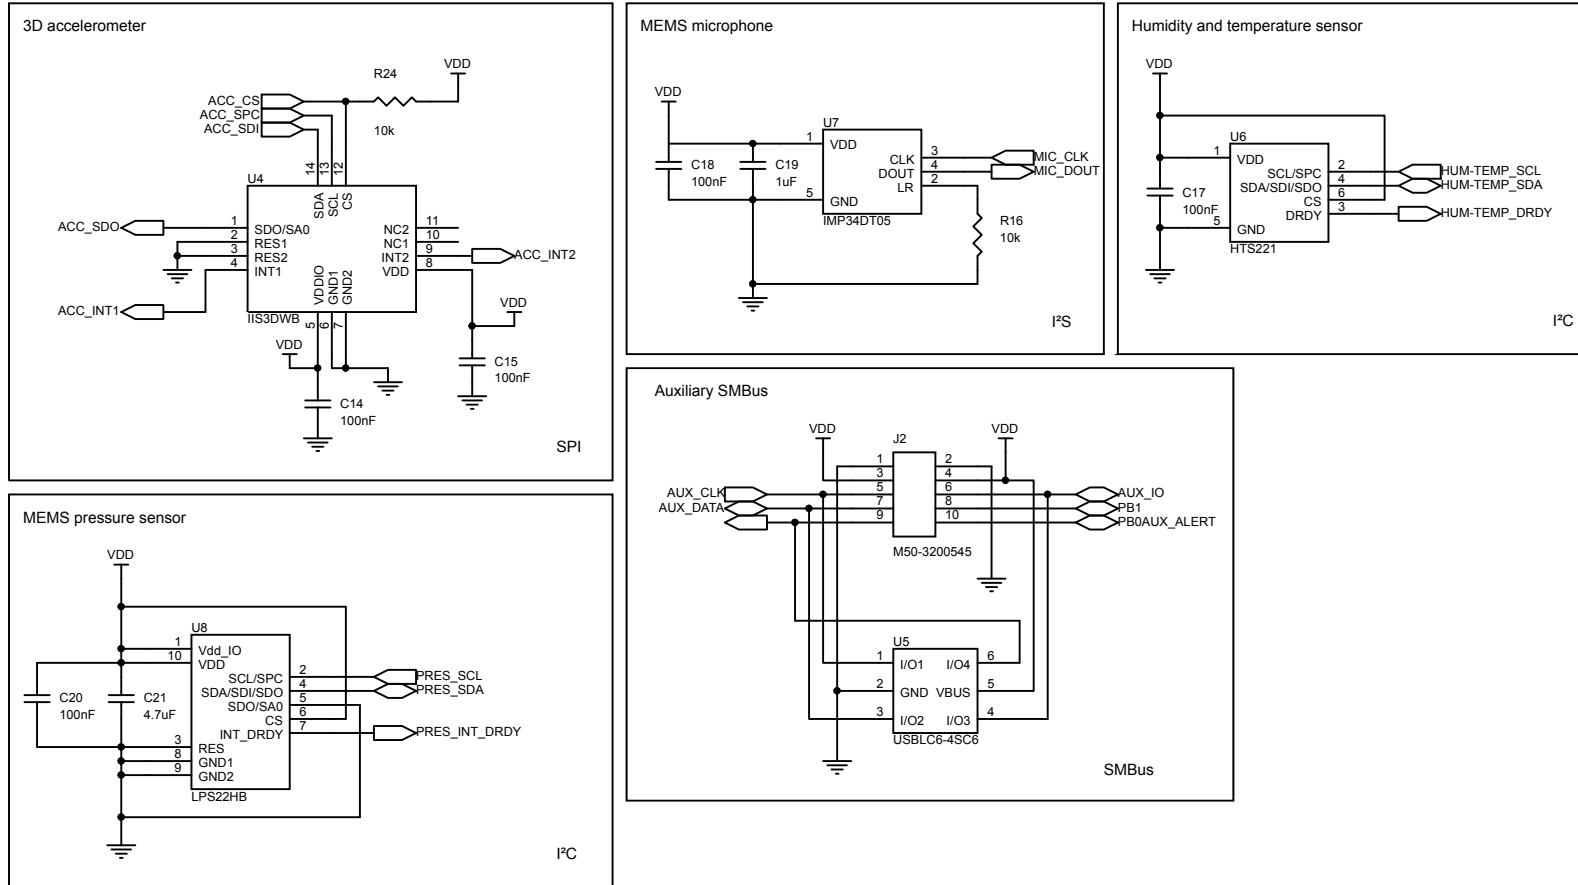 3D accelerometer
R24
VDD
ACC_CS
ACC_SPC
ACC_SDI
10k
14
13
12
U4
SDA
SCL
CS
ACC_SDO
1
SDO/SA0
NC2
11
2
RES1
NC1
10
3
RES2
INT2
9
ACC_INT2
4
INT1
VDD
8
VDDIO
GND1
GND2
ACC_INT1
IIS3DWB
5
6
7
VDD
VDD
C15
100nF
C14
100nF
SPI
MEMS microphone
VDD
U7
1
VDD
C18
100nF
C19
1uF
CLK
3
MIC_CLK
DOUT
4
MIC_DOUT
LR
2
5
GND
IMP34DT05
R16
10k
I²S
Humidity and temperature sensor
VDD
U6
1
VDD
SCL/SPC
2
HUM-TEMP_SCL
SDA/SDI/SDO
4
HUM-TEMP_SDA
C17
100nF
CS
6
DRDY
3
HUM-TEMP_DRDY
5
GND
HTS221
I²C
Auxiliary SMBus
VDD
VDD
J2
1
2
3
4
AUX_CLK
5
6
AUX_IO
AUX_DATA
7
8
PB1
9
10
PB0AUX_ALERT
M50-3200545
U5
1
I/O1
I/O4
6
2
GND
VBUS
5
3
I/O2
I/O3
4
USBLC6-4SC6
SMBus
MEMS pressure sensor
VDD
U8
1
Vdd_IO
10
VDD
SCL/SPC
2
PRES_SCL
SDA/SDI/SDO
4
PRES_SDA
C20
100nF
C21
4.7uF
SDO/SA0
5
CS
6
INT_DRDY
7
PRES_INT_DRDY
3
RES
8
GND1
9
GND2
LPS22HB
I²C